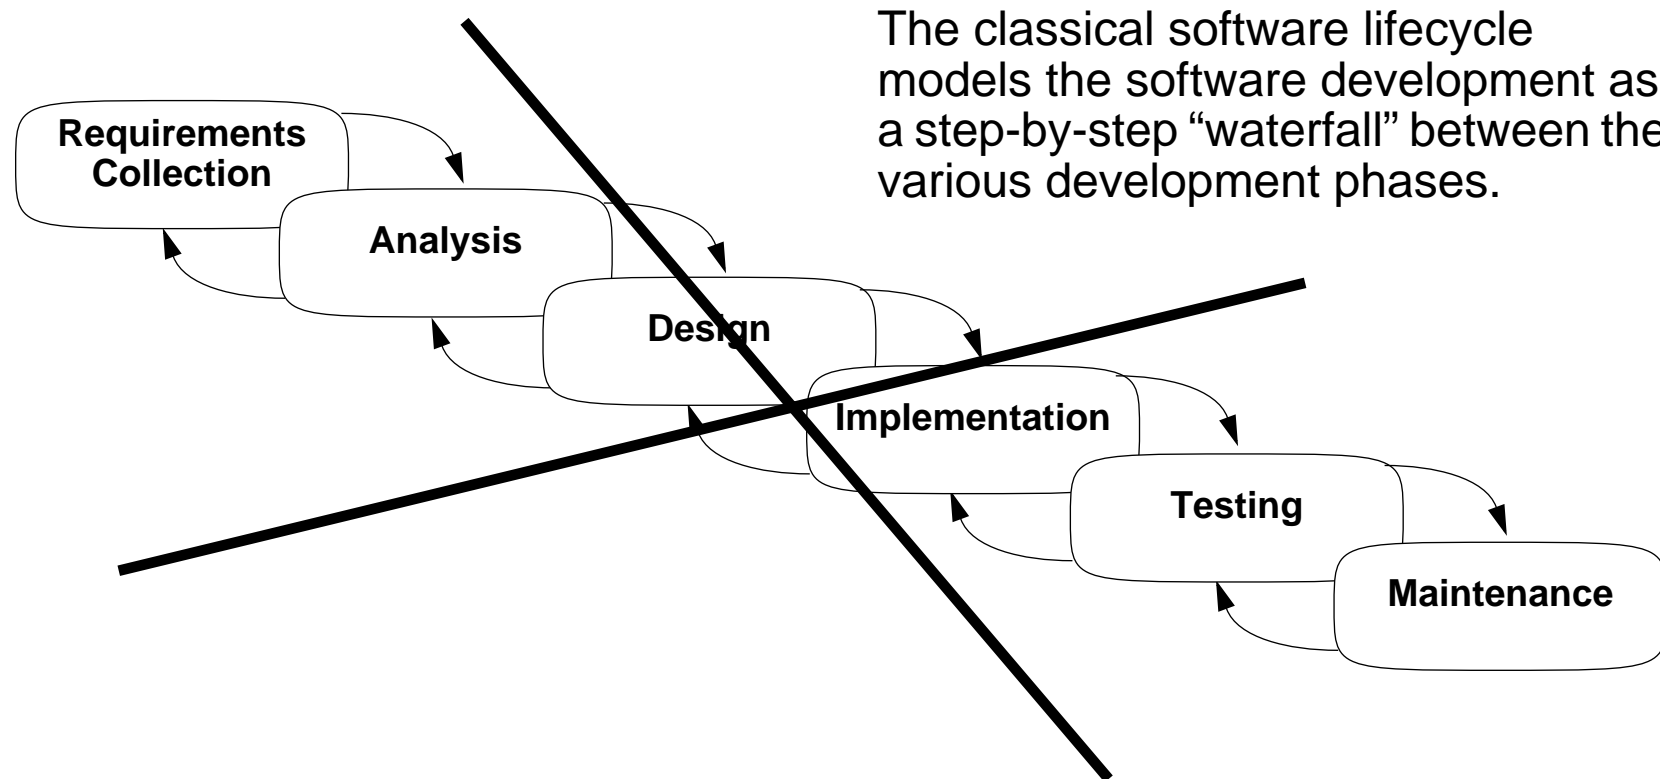 The classical software lifecycle
models the software development as
a step-by-step “waterfall” between the
various development phases.
Requirements
Collection
Analysis
Design
Implementation
Testing
Maintenance